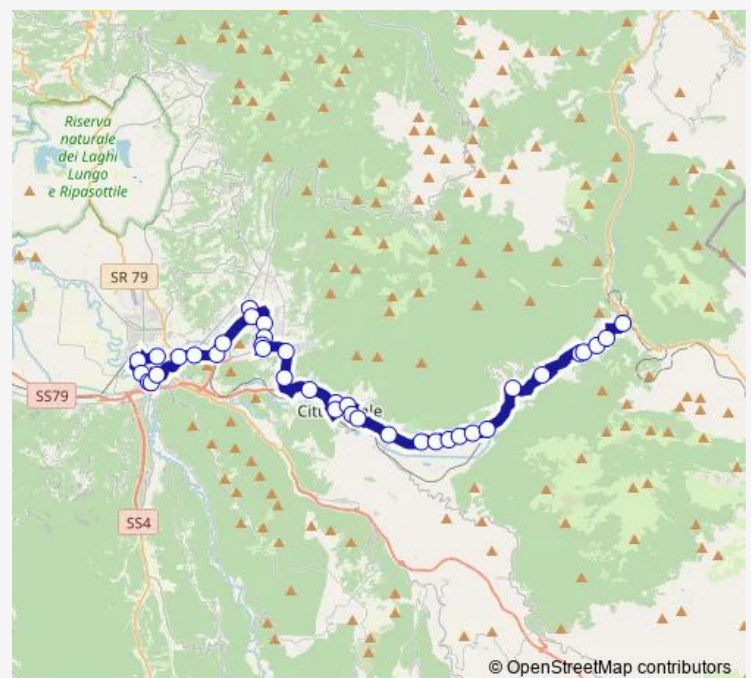 Riserva
naturale
dei Laghi
Lungo
e Ripasottile
SR 79
SS79
SS4
© OpenStreetMap contributors